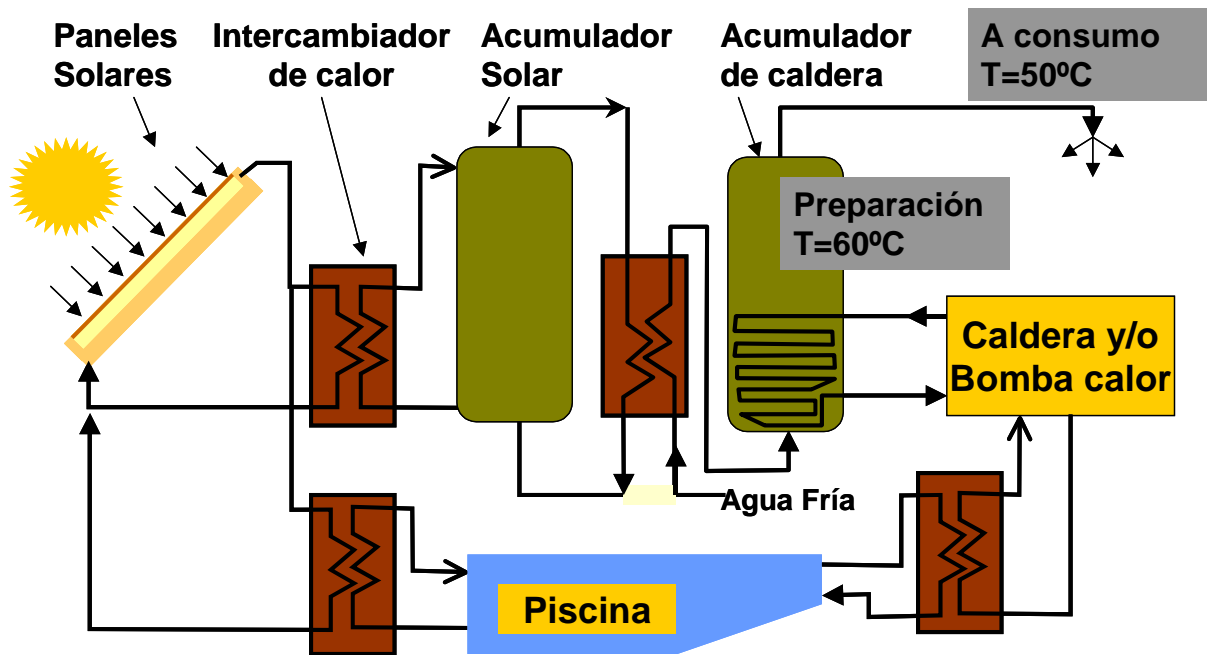 Paneles
Solares
Intercambiador
de calor
Acumulador
Solar
Acumulador
de caldera
A consumo
T=50ºC
Preparación
T=60ºC
Caldera y/o
Bomba calor
Agua Fría
Piscina